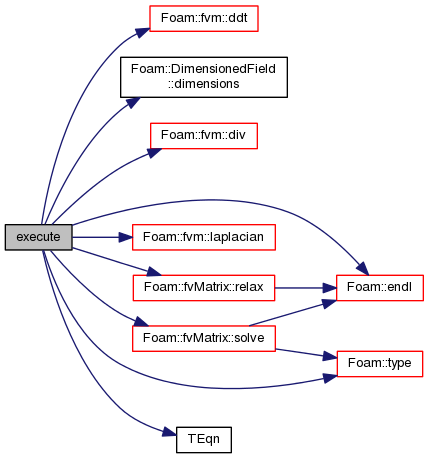 Foam::fvm::ddt
Foam::DimensionedField
::dimensions
Foam::fvm::div
execute
Foam::fvm::laplacian
Foam::fvMatrix::relax
Foam::endl
Foam::fvMatrix::solve
Foam::type
TEqn